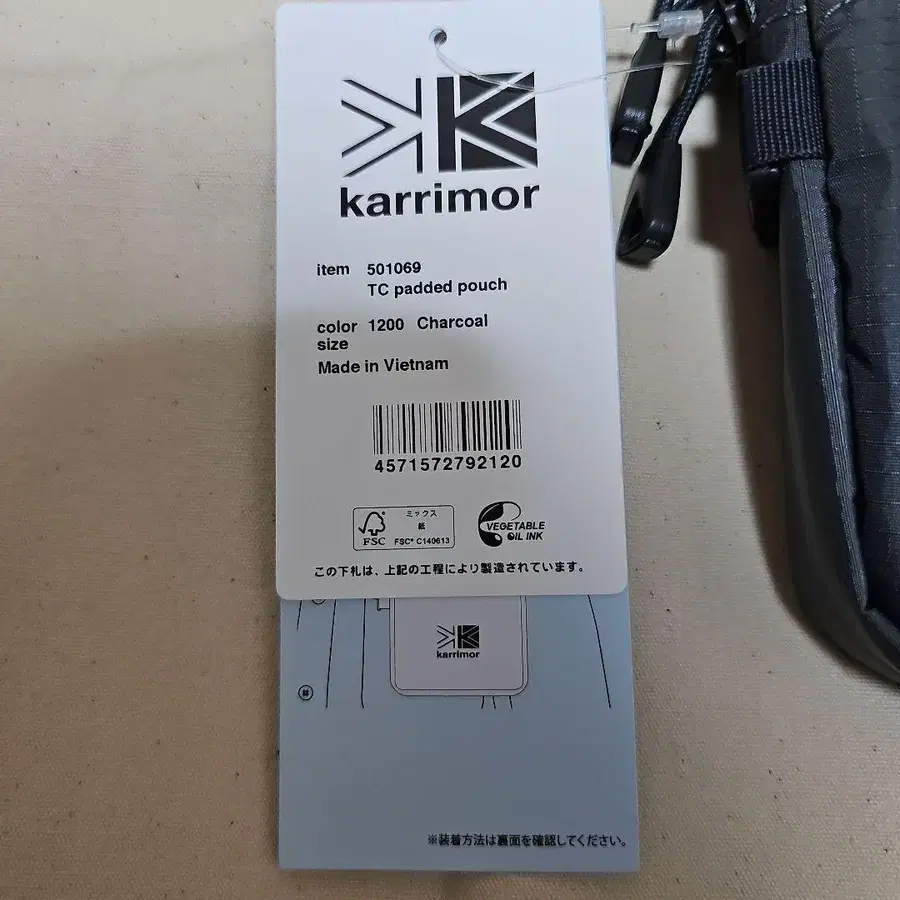 karrimor
item 501069
TC padded pouch
color 1200 Charcoal
size
Made in Vietnam
4571572792120
FSC
ミックス
紙
FSC® C140613
VEGETABLE
OIL INK
この下札は、上記の工程により製造されています。
karrimor
※装着方法は裏面を確認してください。